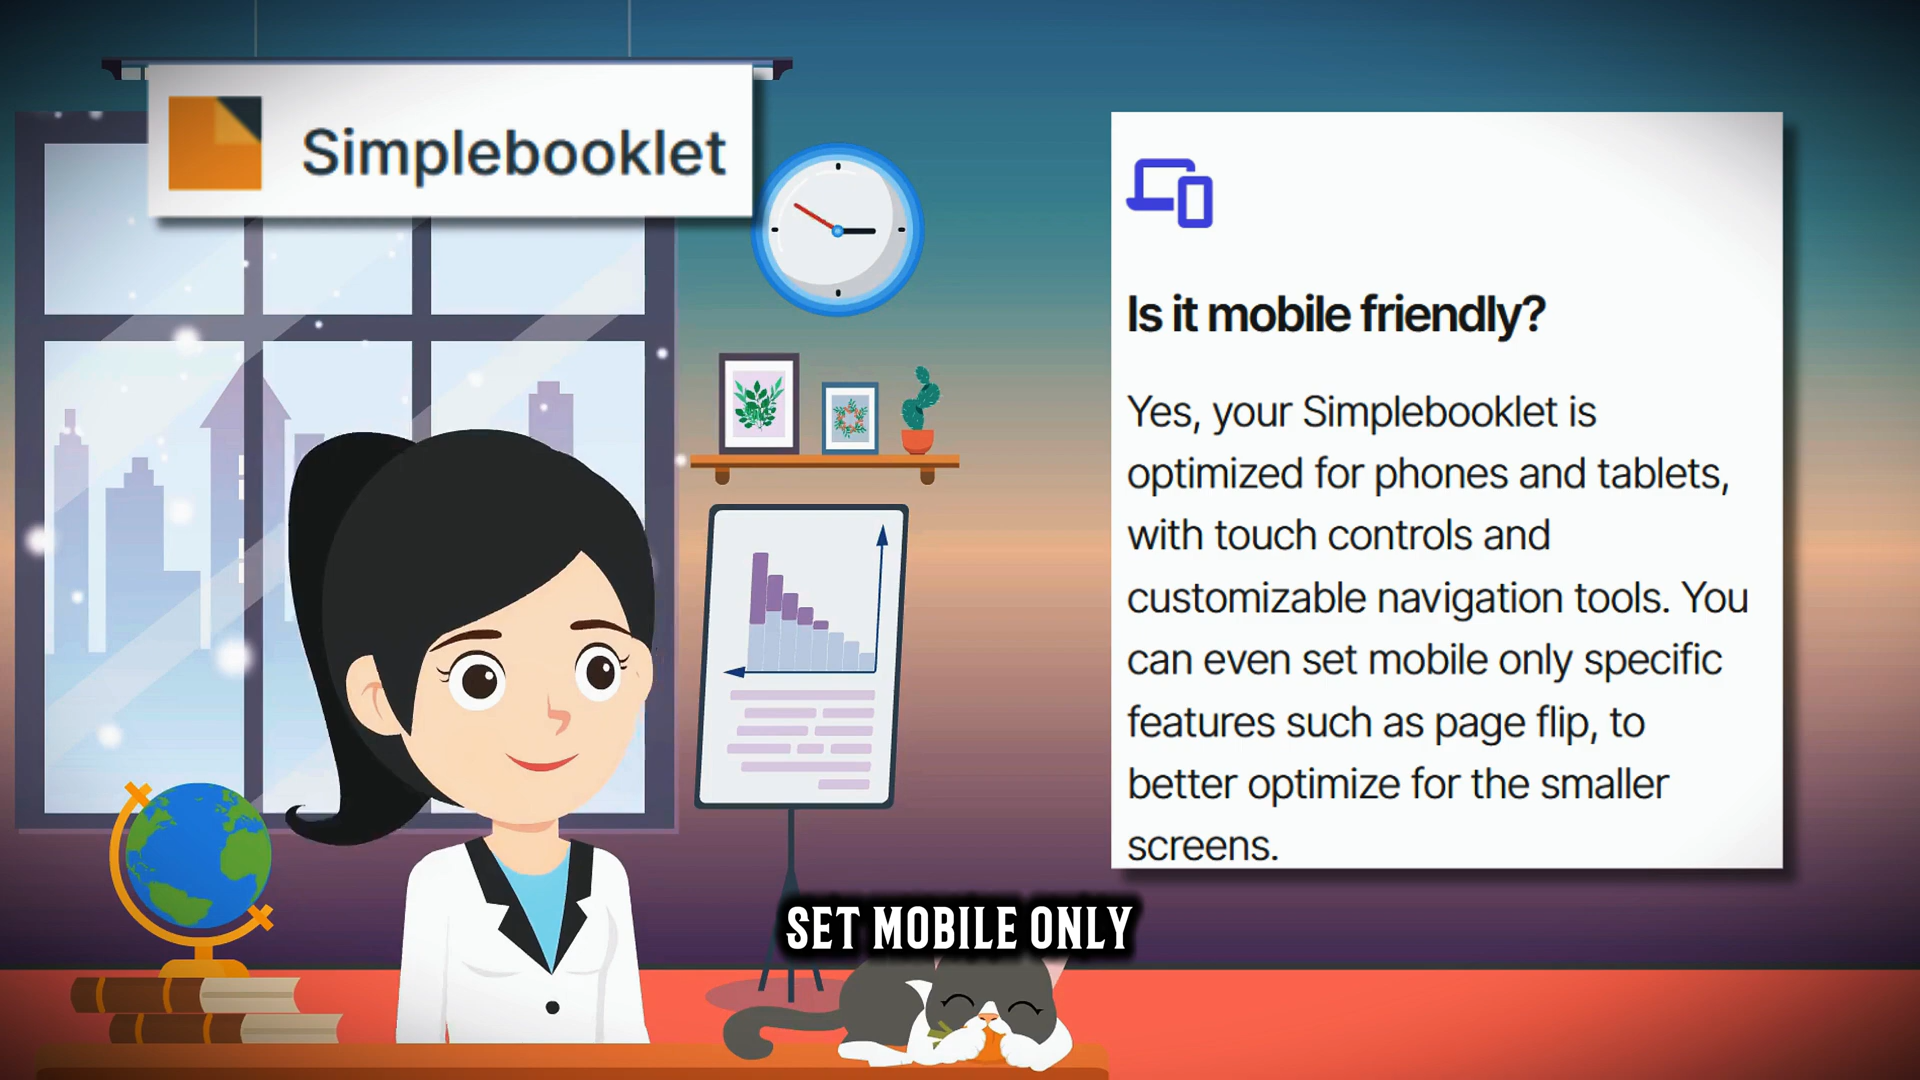 Simplebooklet
Is it mobile friendly?
Yes, your Simplebooklet is
optimized for phones and tablets,
with touch controls and
customizable navigation tools. You
can even set mobile only specific
features such as page flip, to
better optimize for the smaller
screens.
SET MOBILE ONLY